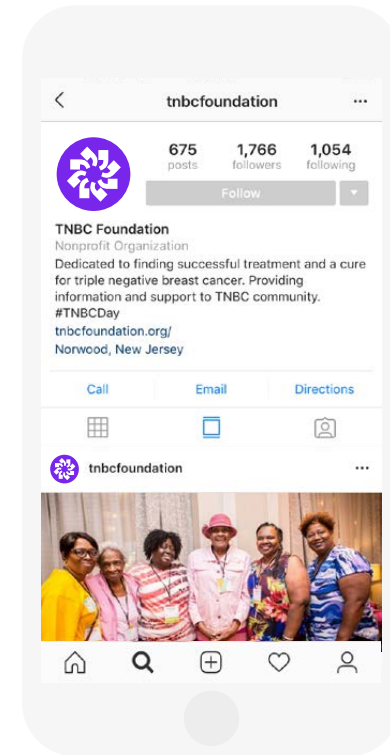 tnbcfoundation
675 1,766 1,054
posts followers following
Follow
TNBC Foundation
Nonprofit Organization
Dedicated to finding successful treatment and a cure
for triple negative breast cancer. Providing
information and support to TNBC community.
#TNBCDay
tnbcfoundation.org/
Norwood, New Jersey
Call Email Directions
tnbcfoundation